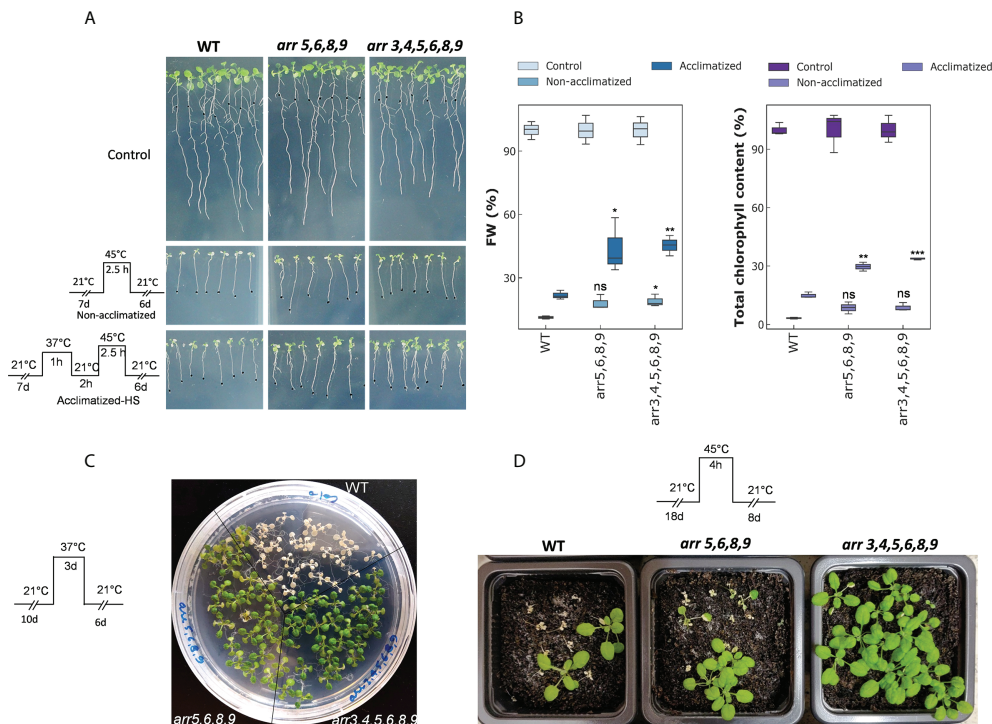 A
WT
arr 5,6,8,9
arr 3,4,5,6,8,9
Control
45°C
2.5 h
21°C
21°C
7d
6d
Non-acclimatized
37°C
45°C
1h
2.5 h
21°C
21°C
21°C
7d
2h
6d
Acclimatized-HS
B
Control
Acclimatized
Non-acclimatized
FW (%)
90
60
30
*
**
ns
*
WT
arr5,6,8,9
arr3,4,5,6,8,9
Control
Acclimatized
Non-acclimatized
Total chlorophyll content (%)
90
60
30
0
**
***
ns
ns
WT
arr5,6,8,9
arr3,4,5,6,8,9
C
37°C
3d
21°C
21°C
10d
6d
WT
arr5,6,8,9
arr3,4,5,6,8,9
D
45°C
4h
21°C
21°C
18d
8d
WT
arr 5,6,8,9
arr 3,4,5,6,8,9